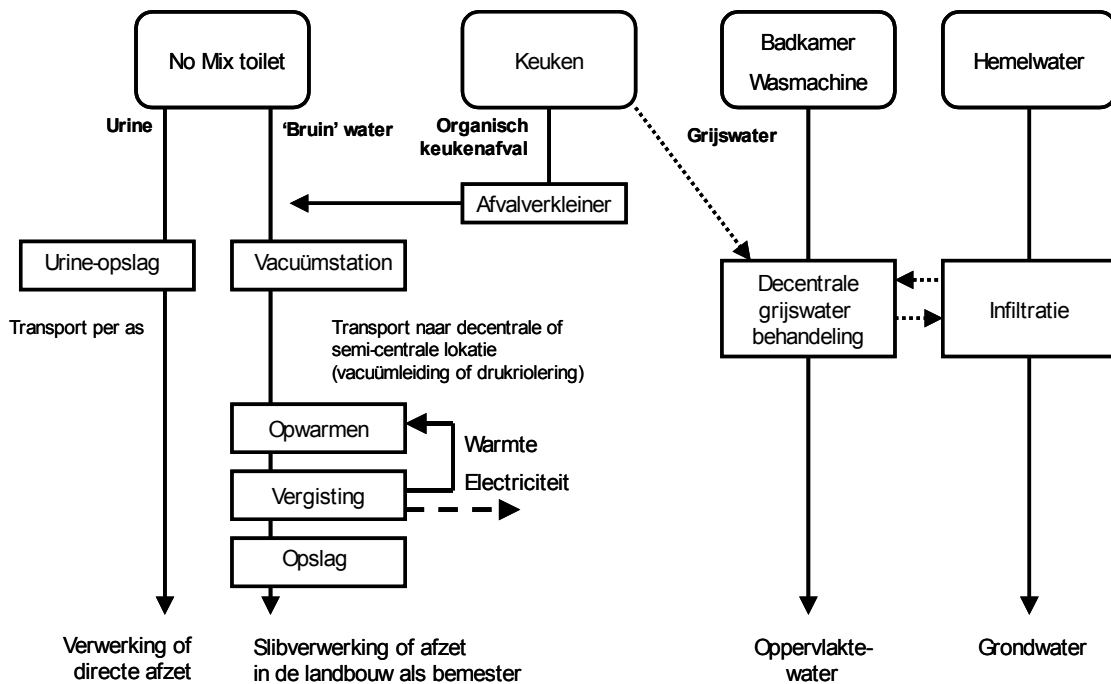 No Mix toilet
Keuken
Badkamer
Wasmachine
Hemelwater
Urine
‘Bruin’ water
Organisch
keukenafval
Grijswater
Afvalverkleiner
Urine-opslag
Vacuümstation
Decentrale
grijswater
behandeling
Infiltratie
Transport per as
Transport naar decentrale of
semi-centrale lokatie
(vacuümleiding of drukriolering)
Opwarmen
Warmte
Electriciteit
Vergisting
Opslag
Verwerking of
directe afzet
Slibverwerking of afzet
in de landbouw als bemester
Oppervlakte-
water
Grondwater